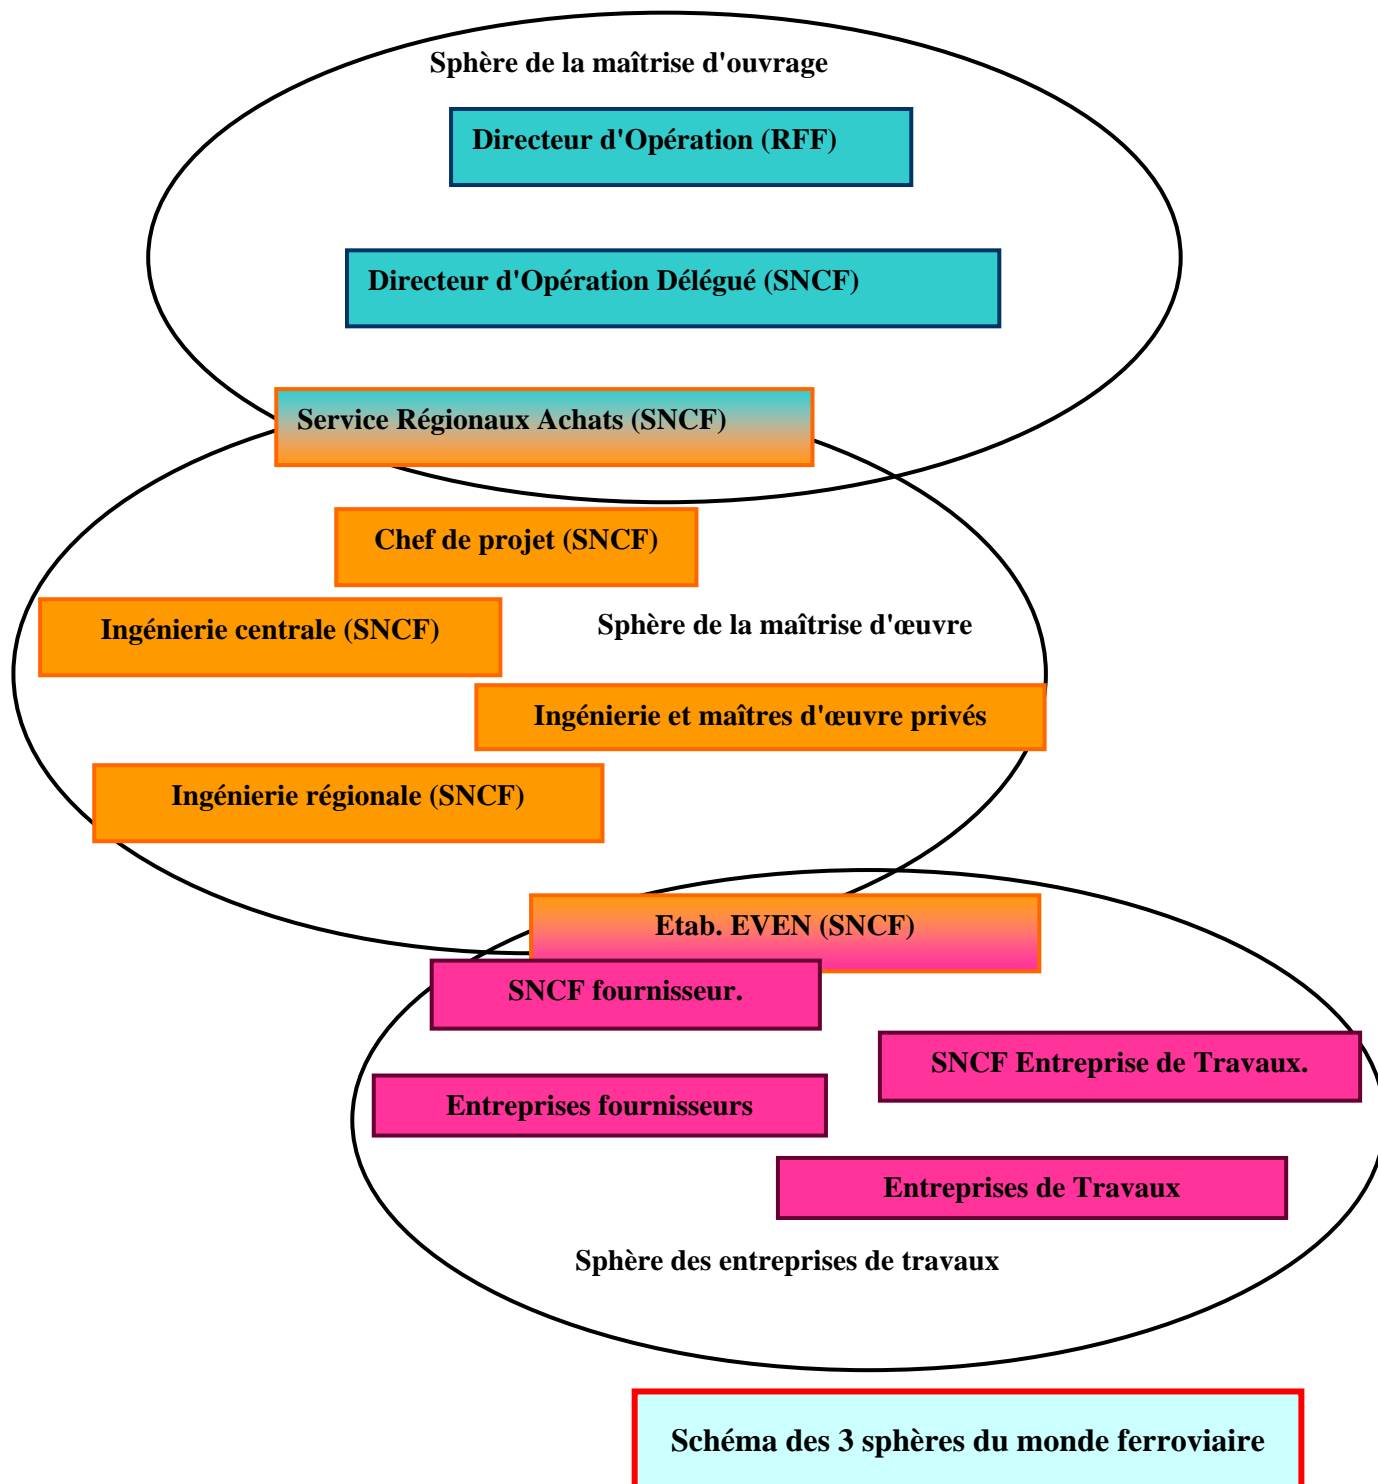 Sphère de la maîtrise d'ouvrage
Directeur d'Opération (RFF)
Directeur d'Opération Délégué (SNCF)
Service Régionaux Achats (SNCF)
Chef de projet (SNCF)
Ingénierie centrale (SNCF)
Sphère de la maîtrise d'œuvre
Ingénierie et maîtres d'œuvre privés
Ingénierie régionale (SNCF)
Etab. EVEN (SNCF)
SNCF fournisseur.
SNCF Entreprise de Travaux.
Entreprises fournisseurs
Entreprises de Travaux
Sphère des entreprises de travaux
Schéma des 3 sphères du monde ferroviaire